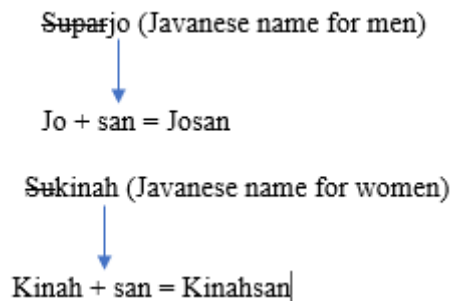 Suparjo (Javanese name for men)
Jo + san = Josan
Sukinah (Javanese name for women)
Kinah + san = Kinahsan